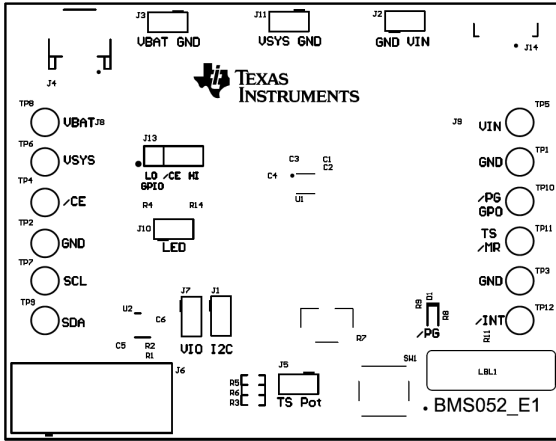 J3
J11
J2
VBAT GND
VSYS GND
GND VIN
J14
J4
TEXAS
INSTRUMENTS
TP8
VBAT J8
J9
VIN
TP5
TP6
VSYS
J13
GND
TP1
C3
C1
C2
C4
U1
LO /CE HI
GPIO
TP4
/CE
R4
R14
/PG
GPO
TP10
TP2
GND
J10
LED
TS
/MR
TP11
TP7
SCL
GND
TP3
TP9
SDA
U2
C6
J7
J1
R9
D1
R8
/INT
TP12
C5
R2
R1
VIO
I2C
R7
/PG
R11
J6
J5
SW1
LBL1
R5
R6
R3
TS Pot
BMS052_E1